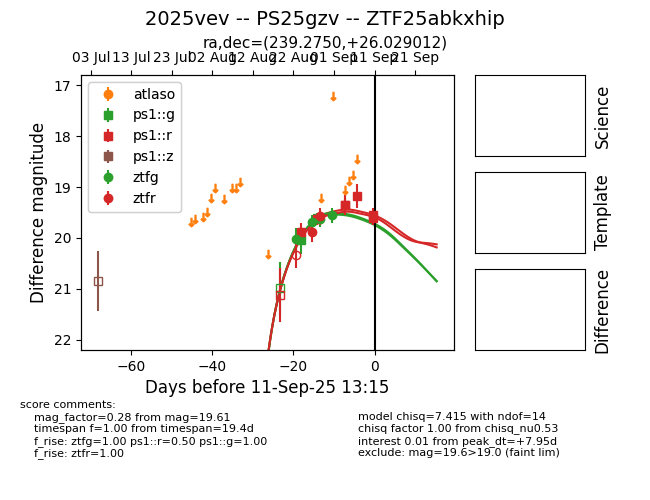 2025vev -- PS25gzv -- ZTF25abkxhip
ra,dec=(239.2750,+26.029012)
03 Jul 13 Jul 23 Jul 02 Aug 12 Aug 22 Aug 01 Sep 11 Sep 21 Sep
17
18
19
20
21
22
Difference magnitude
atlaso
ps1::g
ps1::r
ps1::z
ztfg
ztfr
−60 −40 −20 0
Days before 11-Sep-25 13:15
Science
Template
Difference
score comments:
mag_factor=0.28 from mag=19.61
timespan f=1.00 from timespan=19.4d
f_rise: ztfg=1.00 ps1::r=0.50 ps1::g=1.00
f_rise: ztfr=1.00
model chisq=7.415 with ndof=14
chisq factor 1.00 from chisq_nu0.53
interest 0.01 from peak_dt=+7.95d
exclude: mag=19.6>19.0 (faint lim)